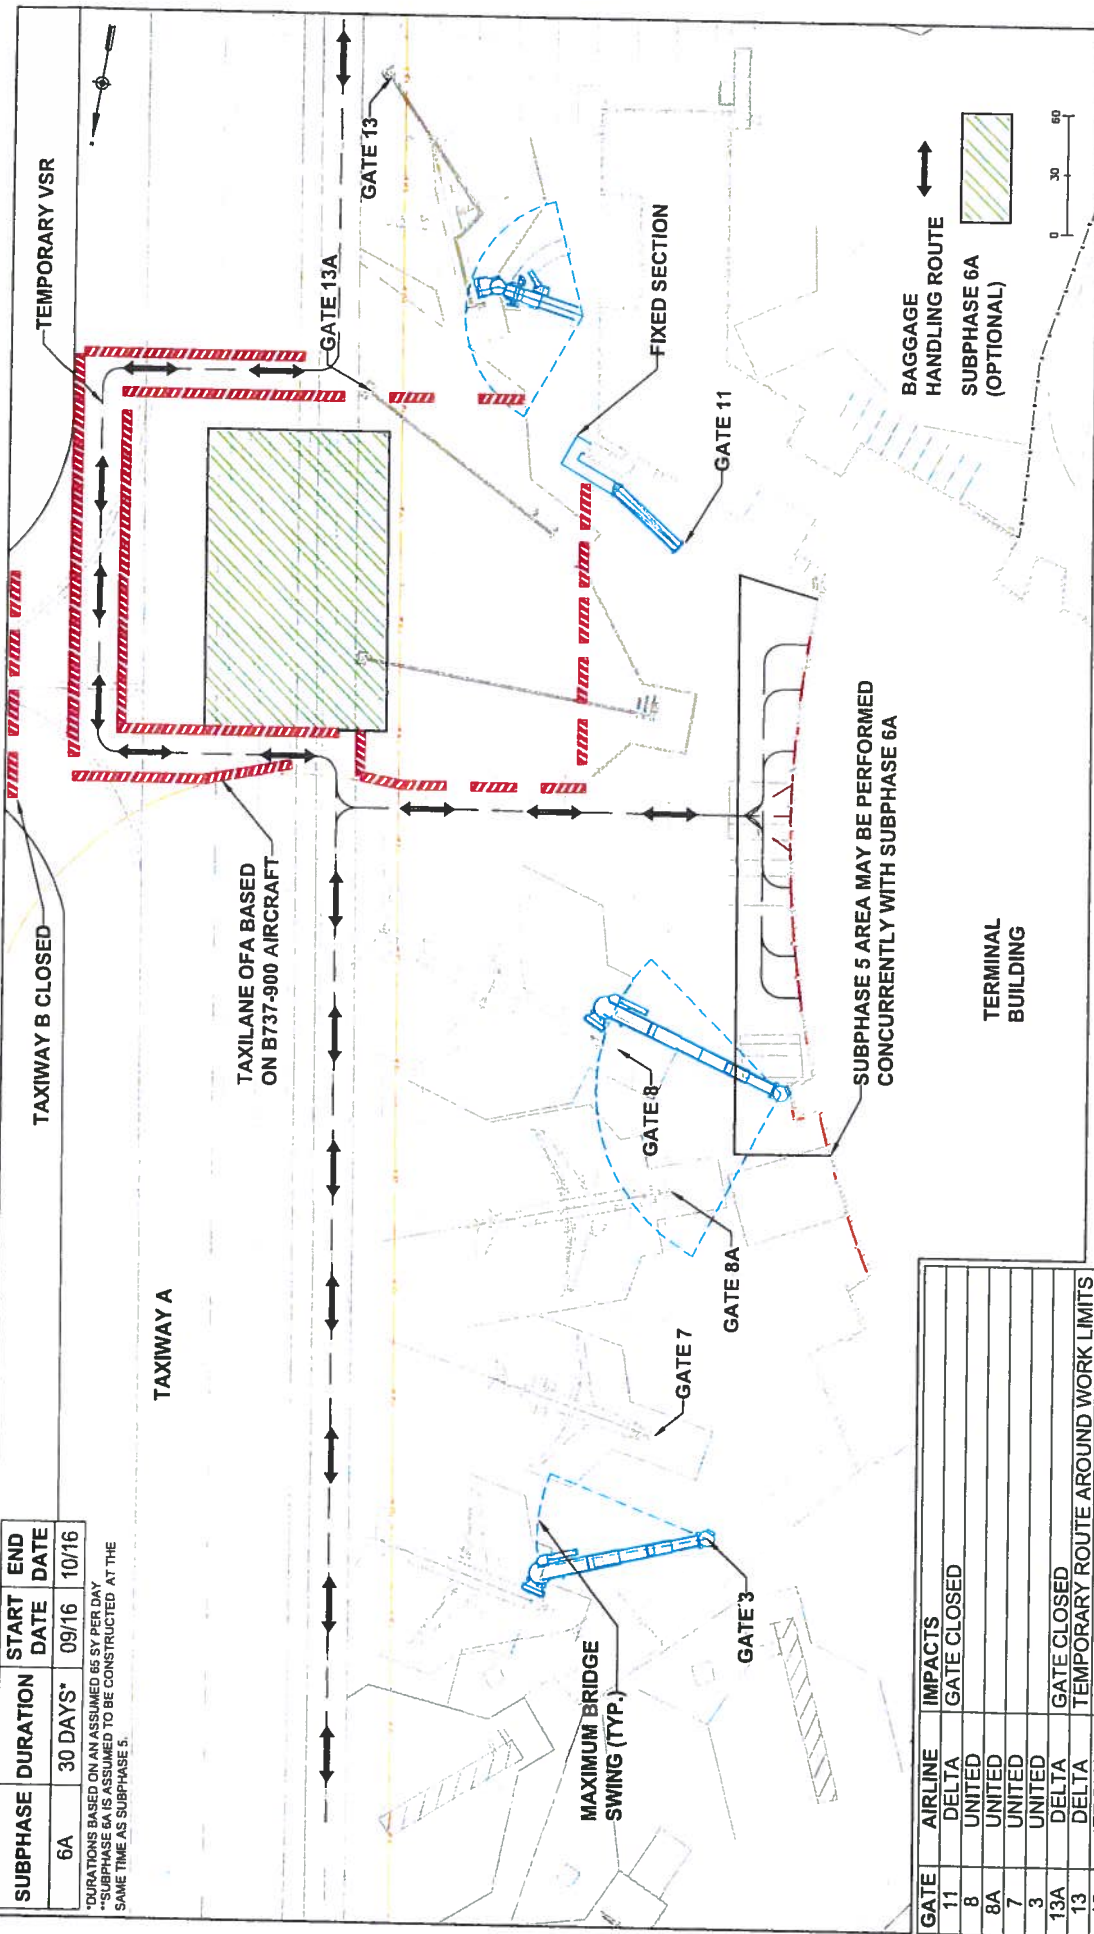 SUBPHASE DURATION START DATE END DATE
6A 30 DAYS* 09/16 10/16
*DURATIONS BASED ON AN ASSUMED 65 SY PER DAY
**SUBPHASE 6A IS ASSUMED TO BE CONSTRUCTED AT THE
SAME TIME AS SUBPHASE 5.
TAXIWAY B CLOSED
TEMPORARY VSR
TAXIWAY A
TAXILANE OFA BASED
ON B737-900 AIRCRAFT
GATE 13A
GATE 13
MAXIMUM BRIDGE
SWING (TYP.)
GATE 3
GATE 7
GATE 8A
GATE 8
FIXED SECTION
GATE 11
SUBPHASE 5 AREA MAY BE PERFORMED
CONCURRENTLY WITH SUBPHASE 6A
TERMINAL
BUILDING
BAGGAGE
HANDLING ROUTE
SUBPHASE 6A
(OPTIONAL)
0 30 60
GATE AIRLINE IMPACTS
11 DELTA GATE CLOSED
8 UNITED
8A UNITED
7 UNITED
3 UNITED
13A DELTA GATE CLOSED
13 DELTA TEMPORARY ROUTE AROUND WORK LIMITS